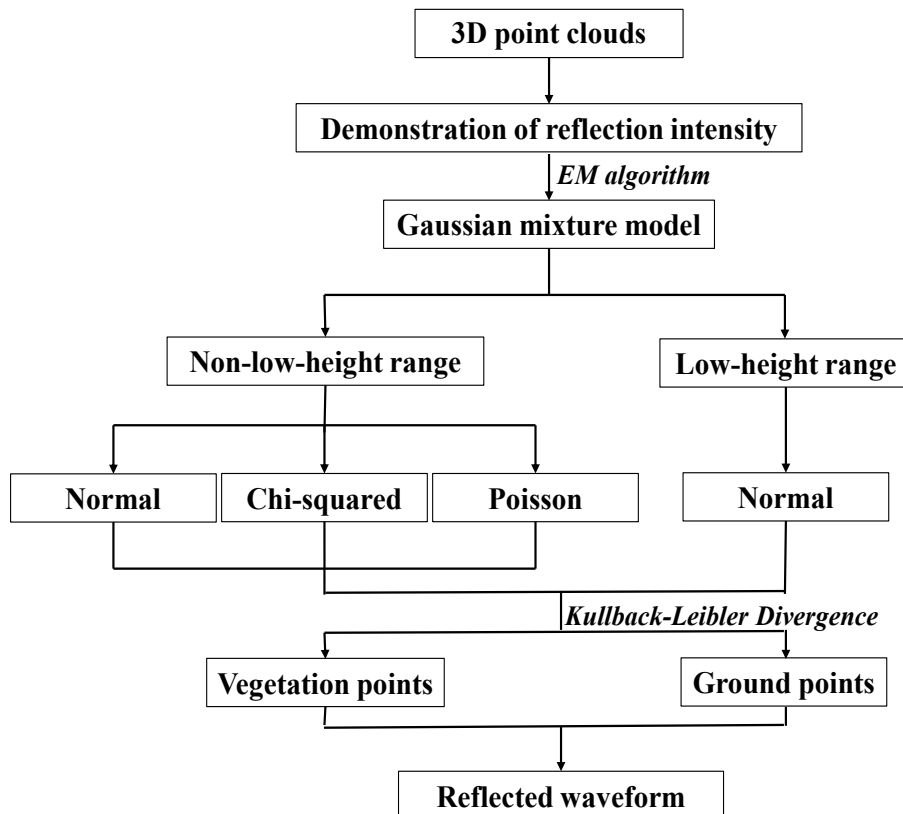 3D point clouds
Demonstration of reflection intensity
EM algorithm
Gaussian mixture model
Non-low-height range
Low-height range
Normal
Chi-squared
Poisson
Normal
Kullback-Leibler Divergence
Vegetation points
Ground points
Reflected waveform